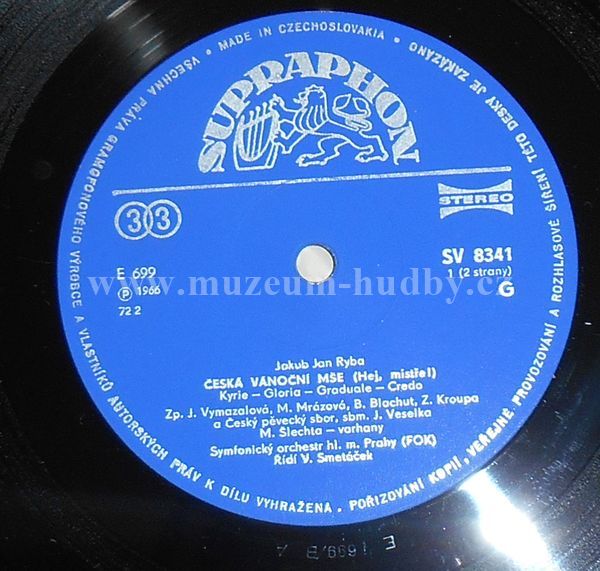 VŠECHNA PRÁVA GRAMOFONOVÉHO VÝROBCE A VLASTNÍKŮ AUTORSKÝCH PRÁV K DÍLU VYHRAŽENA. POŘIZOVÁNÍ KOPIÍ, VEŘEJNÉ PROVOZOVÁNÍ A ROZHLASOVÉ ŠÍŘENÍ TÉTO DESKY JE ZAKÁZÁNO
• MADE IN CZECHOSLOVAKIA •
SUPRAPHON
33
STEREO
E 699
SV 8341
Ⓟ 1966
1 (2 strany)
72 2
G
www.muzeum-hudby.cz
Jakub Jan Ryba
ČESKÁ VÁNOČNÍ MŠE (Hej, mistře!)
Kyrie – Gloria – Graduale – Credo
Zp. J. Vymazalová, M. Mrázová, B. Blachut, Z. Kroupa
a Český pěvecký sbor, sbm. J. Veselka
M. Šlechta – varhany
Symfonický orchestr hl. m. Prahy (FOK)
Řídí V. Smetáček